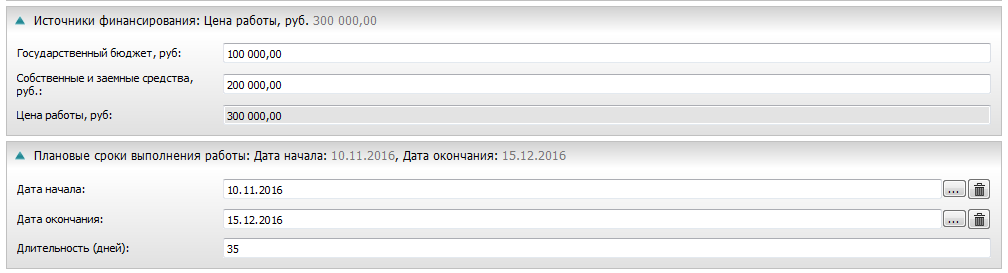 Источники финансирования: Цена работы, руб. 300 000,00
Государственный бюджет, руб: 100 000,00
Собственные и заемные средства,
руб.: 200 000,00
Цена работы, руб: 300 000,00
Плановые сроки выполнения работы: Дата начала: 10.11.2016, Дата окончания: 15.12.2016
Дата начала: 10.11.2016 ...
Дата окончания: 15.12.2016 ...
Длительность (дней): 35